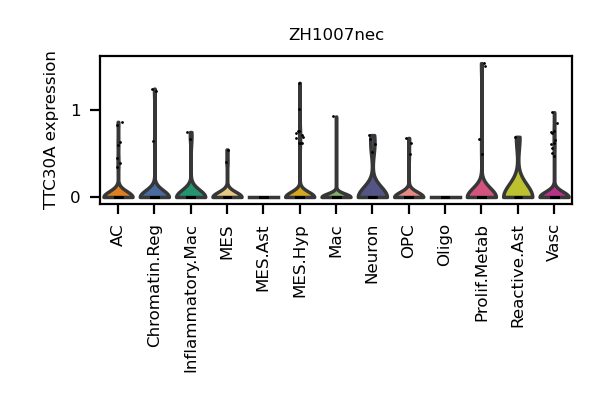 ZH1007nec
TTC30A expression
1
0
AC
Chromatin.Reg
Inflammatory.Mac
MES
MES.Ast
MES.Hyp
Mac
Neuron
OPC
Oligo
Prolif.Metab
Reactive.Ast
Vasc